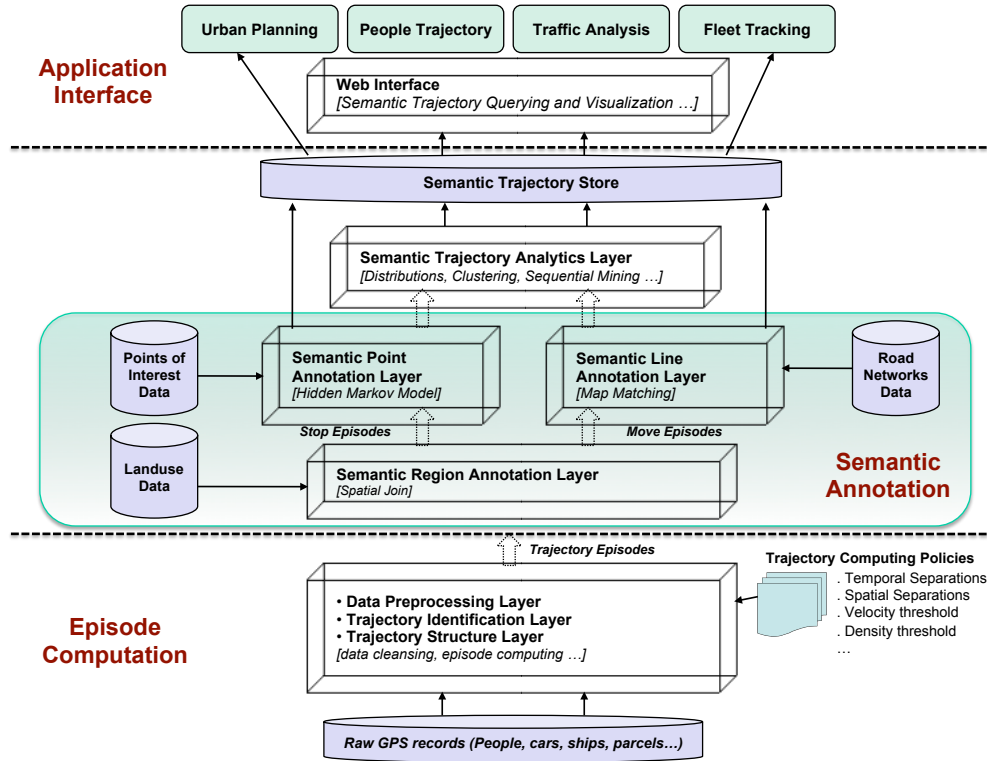 Urban Planning
People Trajectory
Traffic Analysis
Fleet Tracking
Application
Interface
Web Interface
[Semantic Trajectory Querying and Visualization …]
Semantic Trajectory Store
Semantic Trajectory Analytics Layer
[Distributions, Clustering, Sequential Mining …]
Points of
Interest
Data
Semantic Point
Annotation Layer
[Hidden Markov Model]
Semantic Line
Annotation Layer
[Map Matching]
Road
Networks
Data
Stop Episodes
Move Episodes
Landuse
Data
Semantic Region Annotation Layer
[Spatial Join]
Semantic
Annotation
Trajectory Episodes
Trajectory Computing Policies
. Temporal Separations
. Spatial Separations
. Velocity threshold
. Density threshold
…
Episode
Computation
• Data Preprocessing Layer
• Trajectory Identification Layer
• Trajectory Structure Layer
[data cleansing, episode computing …]
Raw GPS records (People, cars, ships, parcels…)